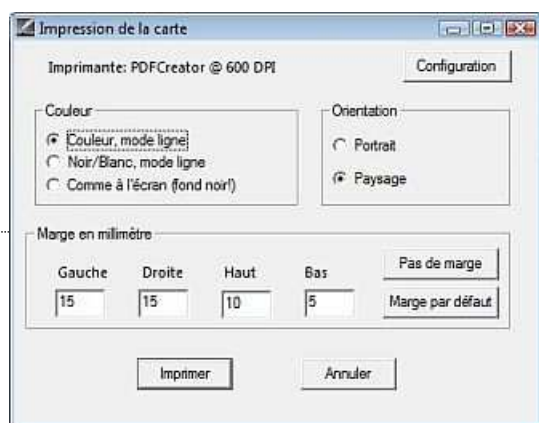 Impression de la carte
Imprimante: PDFCreator @ 600 DPI
Configuration
Couleur
Couleur, mode ligne
Noir/Blanc, mode ligne
Comme à l'écran (fond noir!)
Orientation
Portrait
Paysage
Marge en millimètre
Gauche Droite Haut Bas
15 15 10 5
Pas de marge
Marge par défaut
Imprimer Annuler